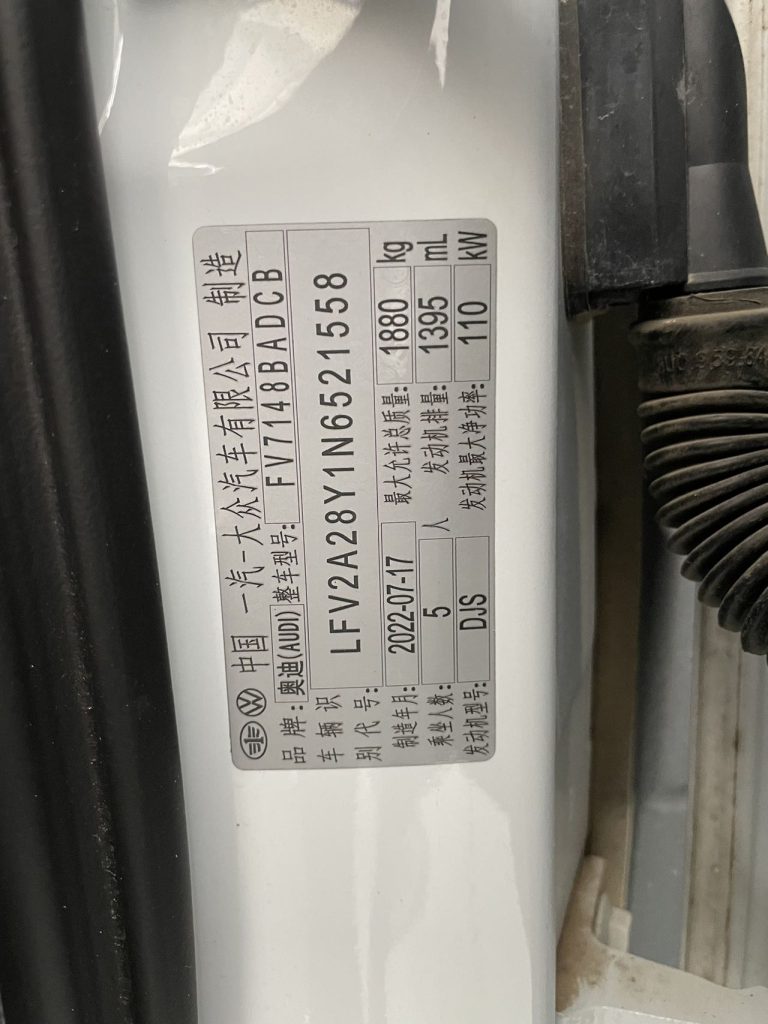 中国 一汽-大众汽车有限公司 制造
品牌: 奥迪(AUDI) 整车型号: FV7148BADCB
车辆识别代号: LFV2A28Y1N6521558
制造年月: 2022-07-17 最大允许总质量: 1880 kg
乘坐人数: 5 人 发动机排量: 1395 mL
发动机型号: DJS 发动机最大净功率: 110 kW